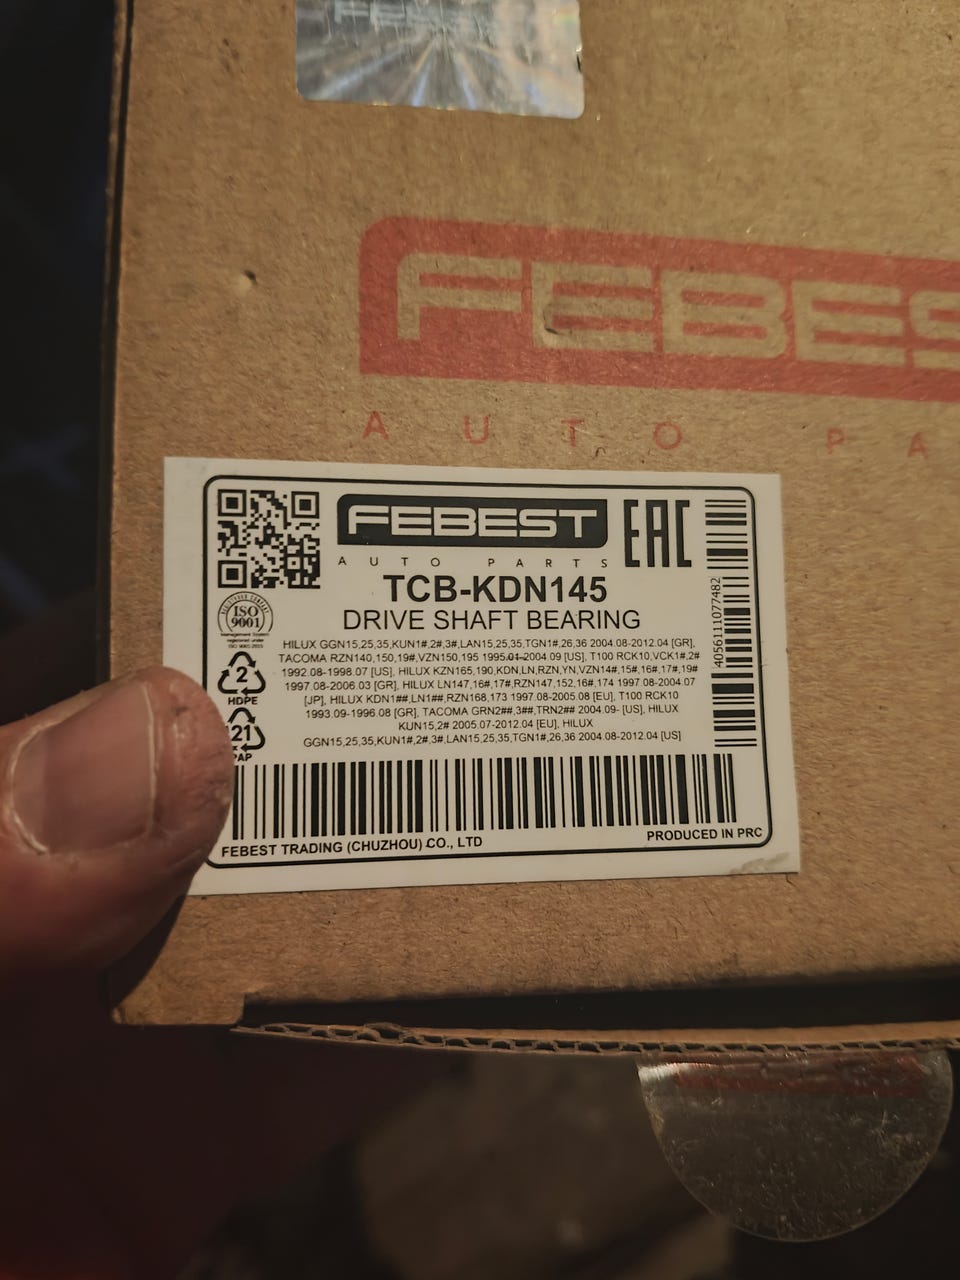 FEBEST
FEBES
AUTO PA
FEBEST
EAC
AUTO PARTS
TCB-KDN145
DRIVE SHAFT BEARING
HILUX GGN15,25,35,KUN1#,2#,3#,LAN15,25,35,TGN1#,26,36 2004.08-2012.04 [GR],
TACOMA RZN140,150,19#,VZN150,195 1995.01-2004.09 [US], T100 RCK10,VCK1#,2#
1992.08-1998.07 [US], HILUX KZN165,190,KDN,LN,RZN,YN,VZN14#,15#,16#,17#,19#
1997.08-2006.03 [GR], HILUX LN147,16#,17#,RZN147,152,16#,174 1997.08-2004.07
[JP], HILUX KDN1##,LN1##,RZN168,173 1997.08-2005.08 [EU], T100 RCK10
1993.09-1996.08 [GR], TACOMA GRN2##,3##,TRN2## 2004.09- [US], HILUX
KUN15,2# 2005.07-2012.04 [EU], HILUX
GGN15,25,35,KUN1#,2#,3#,LAN15,25,35,TGN1#,26,36 2004.08-2012.04 [US]
4056111077482
ISO
9001
Management System
2
HDPE
21
PAP
FEBEST TRADING (CHUZHOU) CO., LTD
PRODUCED IN PRC